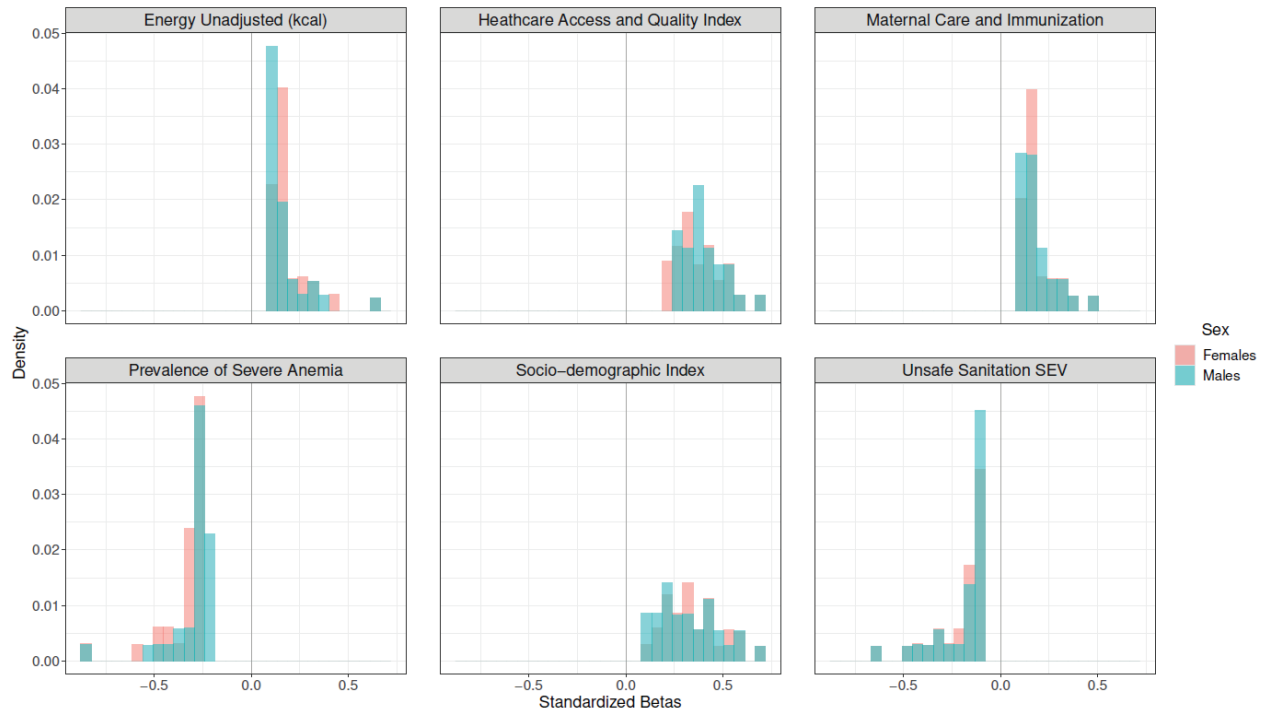 Energy Unadjusted (kcal)
Heathcare Access and Quality Index
Maternal Care and Immunization
0.05
0.04
0.03
0.02
0.01
0.00
Density
Prevalence of Severe Anemia
Socio−demographic Index
Unsafe Sanitation SEV
0.05
0.04
0.03
0.02
0.01
0.00
−0.5 0.0 0.5
−0.5 0.0 0.5
−0.5 0.0 0.5
Standardized Betas
Sex
Females
Males